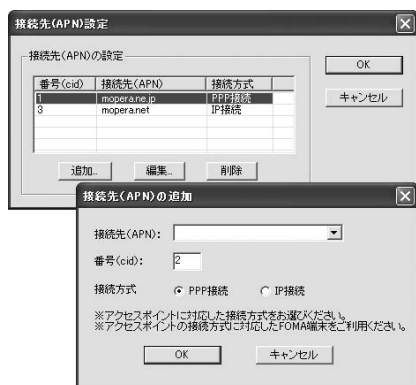 接続先(APN)設定
接続先(APN)の設定
番号(cid) 接続先(APN) 接続方式
1 mopera.ne.jp PPP接続
3 mopera.net IP接続
追加... 編集... 削除
OK
キャンセル
接続先(APN)の追加
接続先(APN):
番号(cid): 2
接続方式 PPP接続 IP接続
※アクセスポイントに対応した接続方式をお選びください。
※アクセスポイントの接続方式に対応したFOMA端末をご利用ください。
OK キャンセル